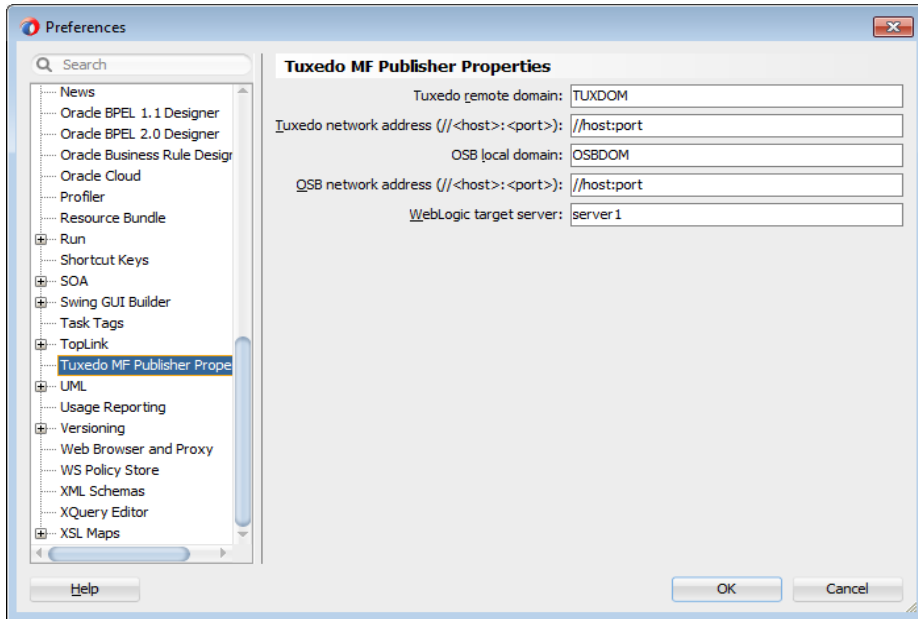 Preferences
Search
News
Oracle BPEL 1.1 Designer
Oracle BPEL 2.0 Designer
Oracle Business Rule Desigr
Oracle Cloud
Profiler
Resource Bundle
Run
Shortcut Keys
SOA
Swing GUI Builder
Task Tags
TopLink
Tuxedo MF Publisher Prope
UML
Usage Reporting
Versioning
Web Browser and Proxy
WS Policy Store
XML Schemas
XQuery Editor
XSL Maps
Tuxedo MF Publisher Properties
Tuxedo remote domain: TUXDOM
Tuxedo network address (//<host>:<port>): //host:port
OSB local domain: OSBDOM
OSB network address (//<host>:<port>): //host:port
WebLogic target server: server1
Help
OK
Cancel